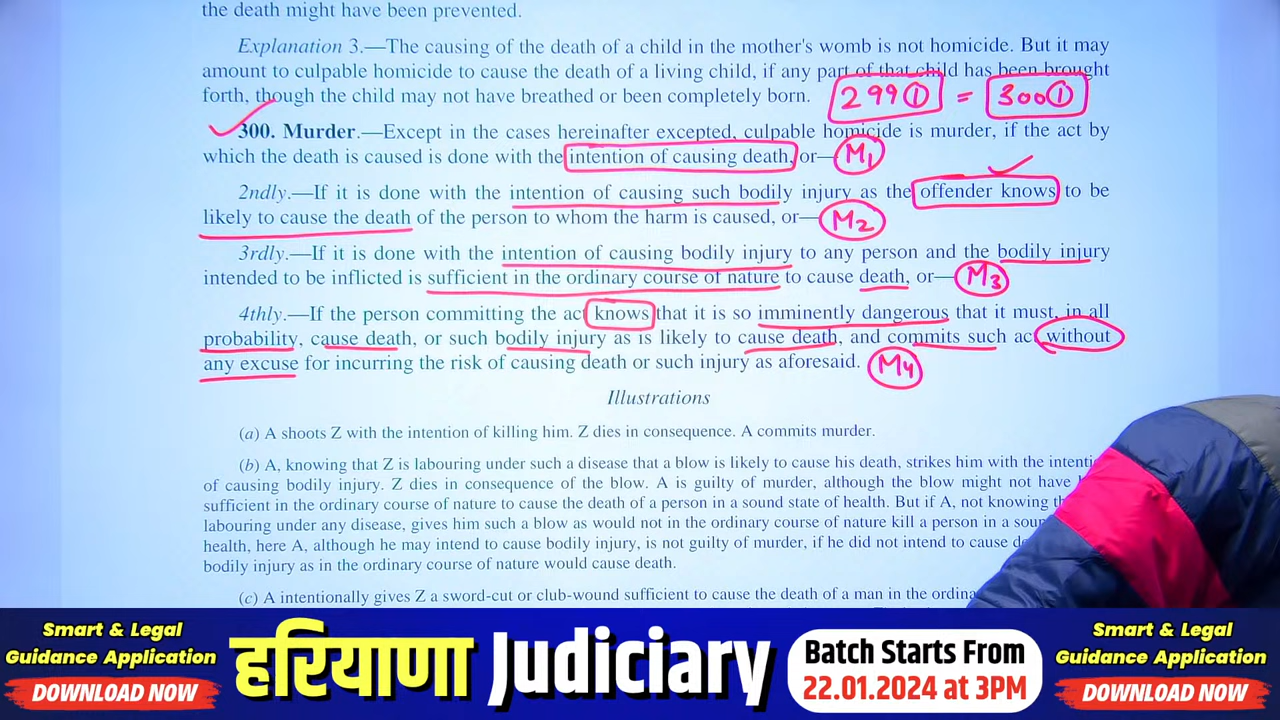 the death might have been prevented.
Explanation 3.—The causing of the death of a child in the mother's womb is not homicide. But it may
amount to culpable homicide to cause the death of a living child, if any part of that child has been brought
forth, though the child may not have breathed or been completely born.
299① = 300①
300. Murder.—Except in the cases hereinafter excepted, culpable homicide is murder, if the act by
which the death is caused is done with the intention of causing death, or— M1
2ndly.—If it is done with the intention of causing such bodily injury as the offender knows to be
likely to cause the death of the person to whom the harm is caused, or— M2
3rdly.—If it is done with the intention of causing bodily injury to any person and the bodily injury
intended to be inflicted is sufficient in the ordinary course of nature to cause death, or— M3
4thly.—If the person committing the act knows that it is so imminently dangerous that it must, in all
probability, cause death, or such bodily injury as is likely to cause death, and commits such act without
any excuse for incurring the risk of causing death or such injury as aforesaid. M4
Illustrations
(a) A shoots Z with the intention of killing him. Z dies in consequence. A commits murder.
(b) A, knowing that Z is labouring under such a disease that a blow is likely to cause his death, strikes him with the
of causing bodily injury. Z dies in consequence of the blow. A is guilty of murder, although the blow might not have
sufficient in the ordinary course of nature to cause the death of a person in a sound state of health. But if A, not knowing
labouring under any disease, gives him such a blow as would not in the ordinary course of nature kill a person in a
health, here A, although he may intend to cause bodily injury, is not guilty of murder, if he did not intend to cause
bodily injury as in the ordinary course of nature would cause death.
(c) A intentionally gives Z a sword-cut or club-wound sufficient to cause the death of a man in the
Smart & Legal
Guidance Application
DOWNLOAD NOW
हरियाणा Judiciary
Batch Starts From
22.01.2024 at 3PM
Smart & Legal
Guidance Application
DOWNLOAD NOW